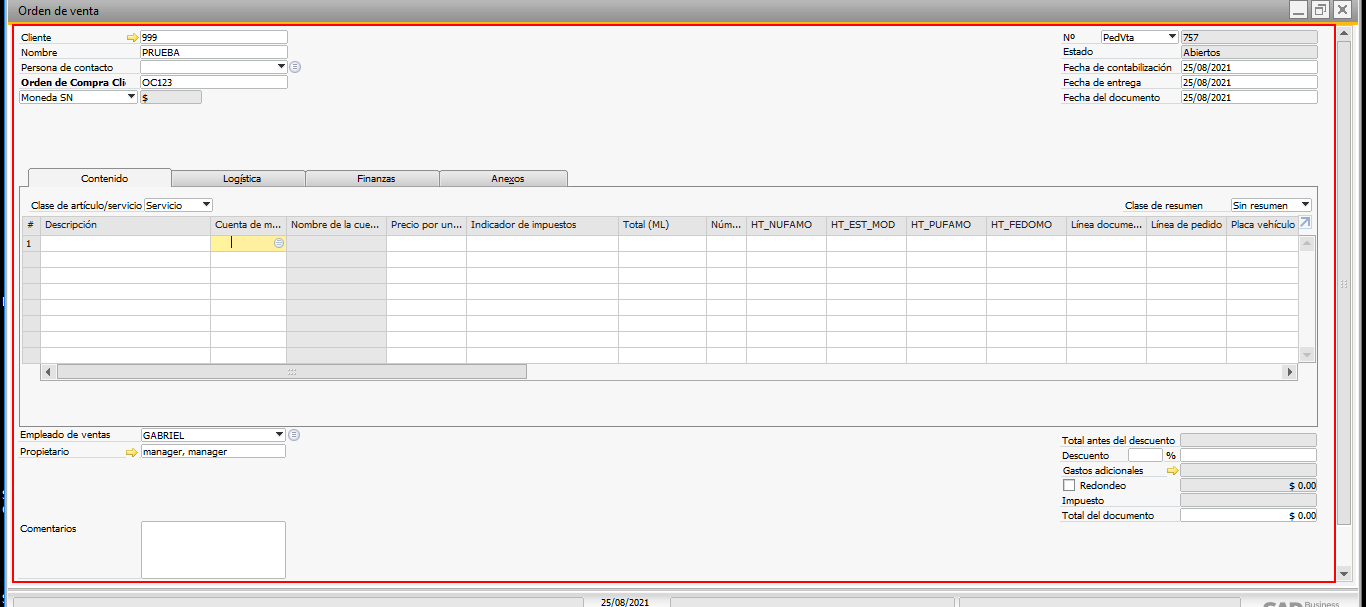 Orden de venta
Cliente 999
Nombre PRUEBA
Persona de contacto
Orden de Compra Cli OC123
Moneda SN $
Nº PedVta 757
Estado Abiertos
Fecha de contabilización 25/08/2021
Fecha de entrega 25/08/2021
Fecha del documento 25/08/2021
Contenido Logística Finanzas Anexos
Clase de artículo/servicio Servicio Clase de resumen Sin resumen
# Descripción Cuenta de m... Nombre de la cue... Precio por un... Indicador de impuestos Total (ML) Núm... HT_NUFAMO HT_EST_MOD HT_PUFAMO HT_FEDOMO Línea docume... Línea de pedido Placa vehículo
1
Empleado de ventas GABRIEL
Propietario manager, manager
Comentarios
Total antes del descuento
Descuento %
Gastos adicionales
Redondeo $ 0.00
Impuesto
Total del documento $ 0.00
25/08/2021
Business